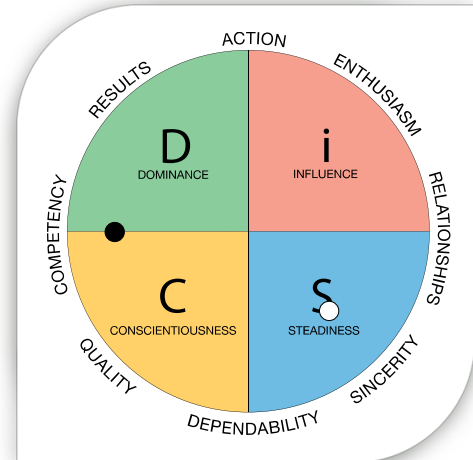 ACTION
RESULTS
ENTHUSIASM
D
DOMINANCE
i
INFLUENCE
COMPETENCY
RELATIONSHIPS
C
CONSCIENTIOUSNESS
S
STEADINESS
QUALITY
SINCERITY
DEPENDABILITY